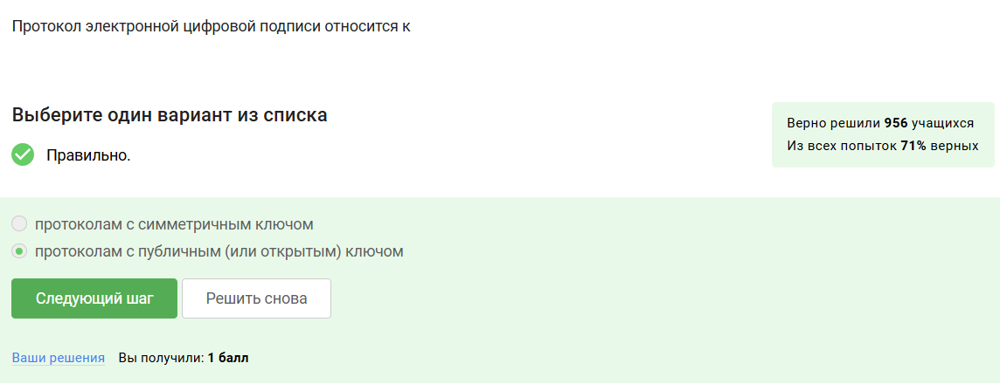 Протокол электронной цифровой подписи относится к
Выберите один вариант из списка
Правильно.
Верно решили 956 учащихся
Из всех попыток 71% верных
протоколам с симметричным ключом
протоколам с публичным (или открытым) ключом
Следующий шаг
Решить снова
Ваши решения Вы получили: 1 балл